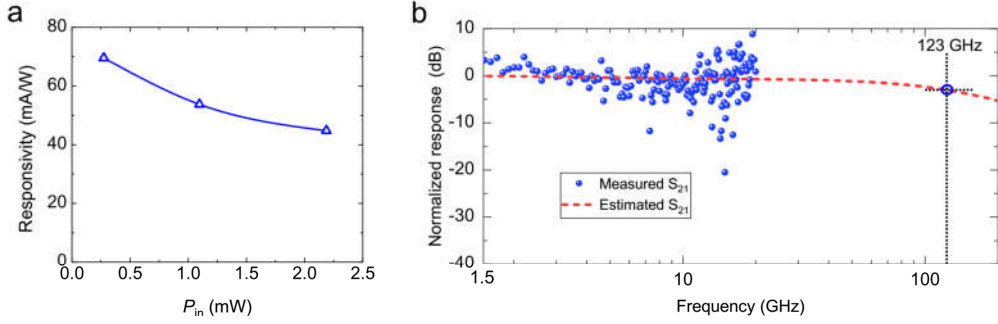 a
Responsivity (mA/W)
80
60
40
20
0
0.0 0.5 1.0 1.5 2.0 2.5
P_in (mW)
b
Normalized response (dB)
10
0
-10
-20
-30
-40
123 GHz
Measured S21
Estimated S21
1.5 10 100
Frequency (GHz)